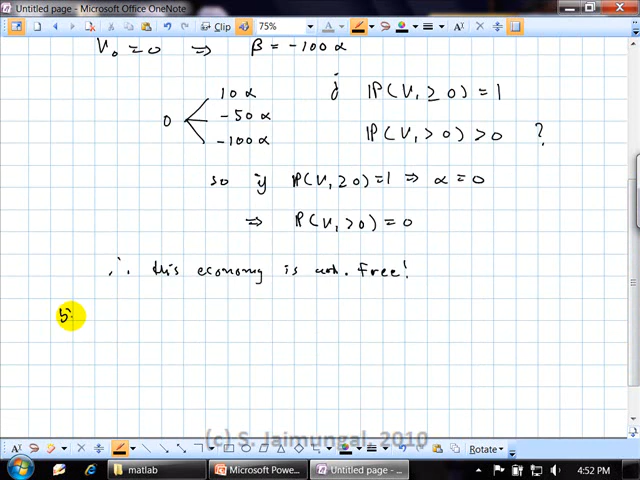 Untitled page - Microsoft Office OneNote
Clip
75%
V₀ = 0 ⇒ β = -100 α
10 α
0
-50 α
-100 α
j P(V₁ ≥ 0) = 1
P(V₁ > 0) > 0 ?
so if P(V₁ ≥ 0) = 1 ⇒ α = 0
⇒ P(V₁ > 0) = 0
∴ this economy is arb. free!
(c) S. Jaimungal, 2010
Rotate
matlab
Microsoft Powe...
Untitled page - ...
4:52 PM